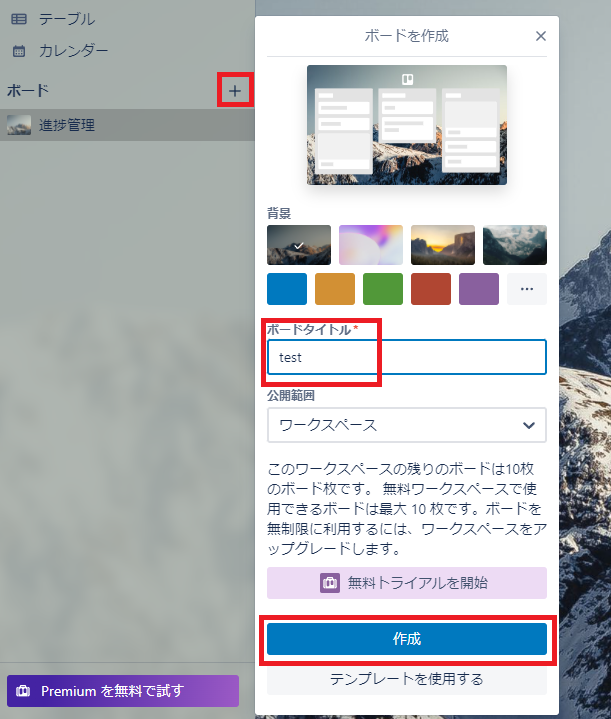 テーブル
カレンダー
ボード
進捗管理
Premium を無料で試す
ボードを作成
背景
ボードタイトル*
test
公開範囲
ワークスペース
このワークスペースの残りのボードは10枚
のボード枚です。 無料ワークスペースで使
用できるボードは最大 10 枚です。ボードを
無制限に利用するには、ワークスペースをア
ップグレードします。
無料トライアルを開始
作成
テンプレートを使用する